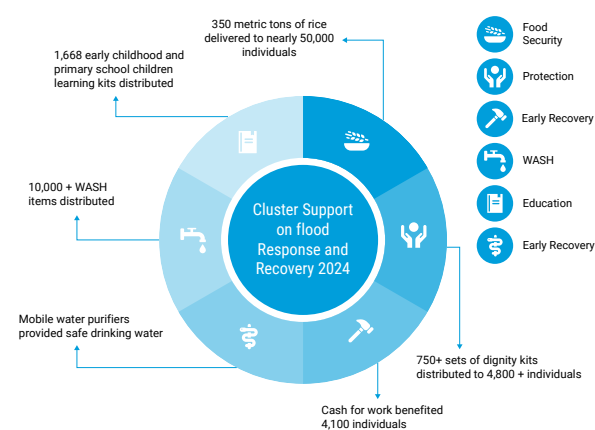 350 metric tons of rice
delivered to nearly 50,000
individuals
1,668 early childhood and
primary school children
learning kits distributed
10,000 + WASH
items distributed
Mobile water purifiers
provided safe drinking water
Cluster Support
on flood
Response and
Recovery 2024
750+ sets of dignity kits
distributed to 4,800 + individuals
Cash for work benefited
4,100 individuals
Food
Security
Protection
Early Recovery
WASH
Education
Early Recovery